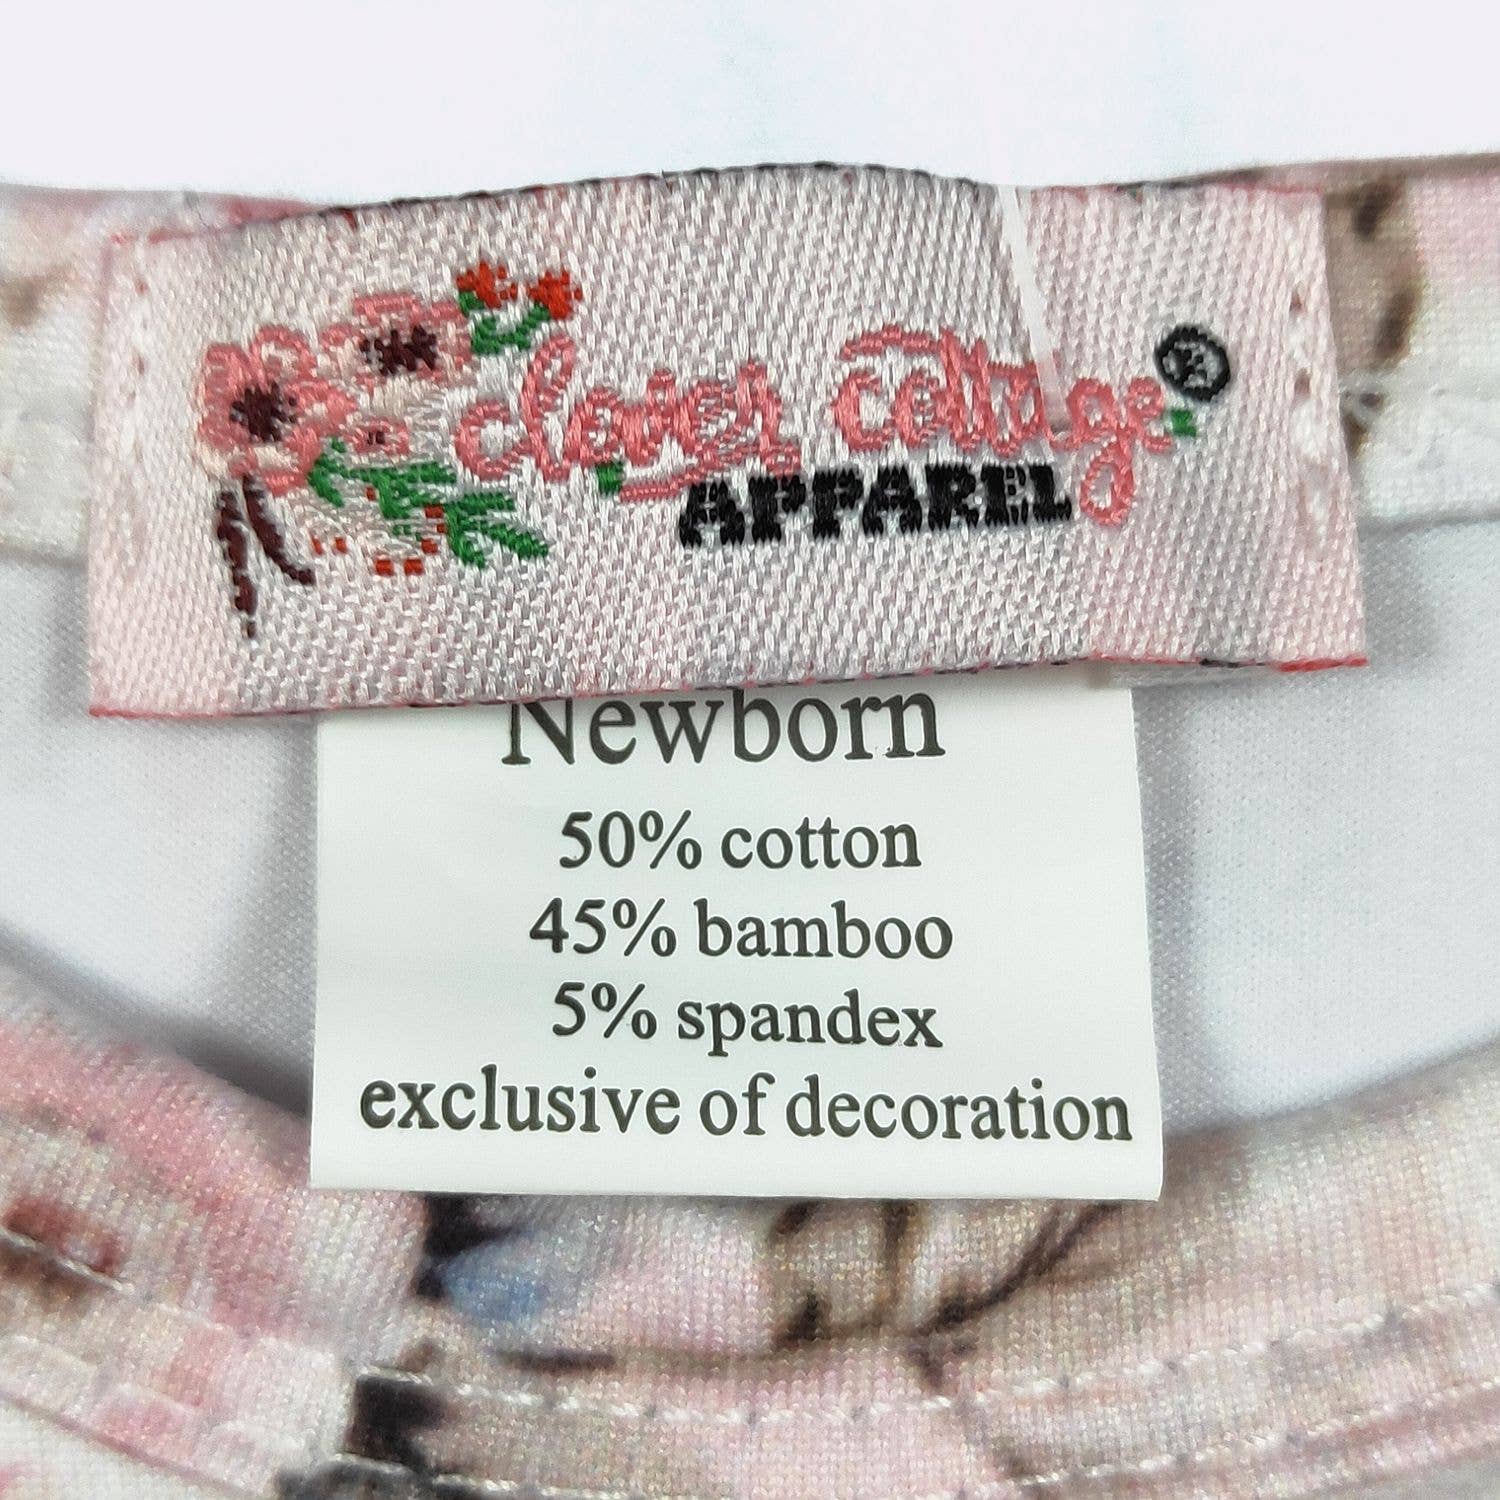 clover cottage ®
APPAREL
Newborn
50% cotton
45% bamboo
5% spandex
exclusive of decoration